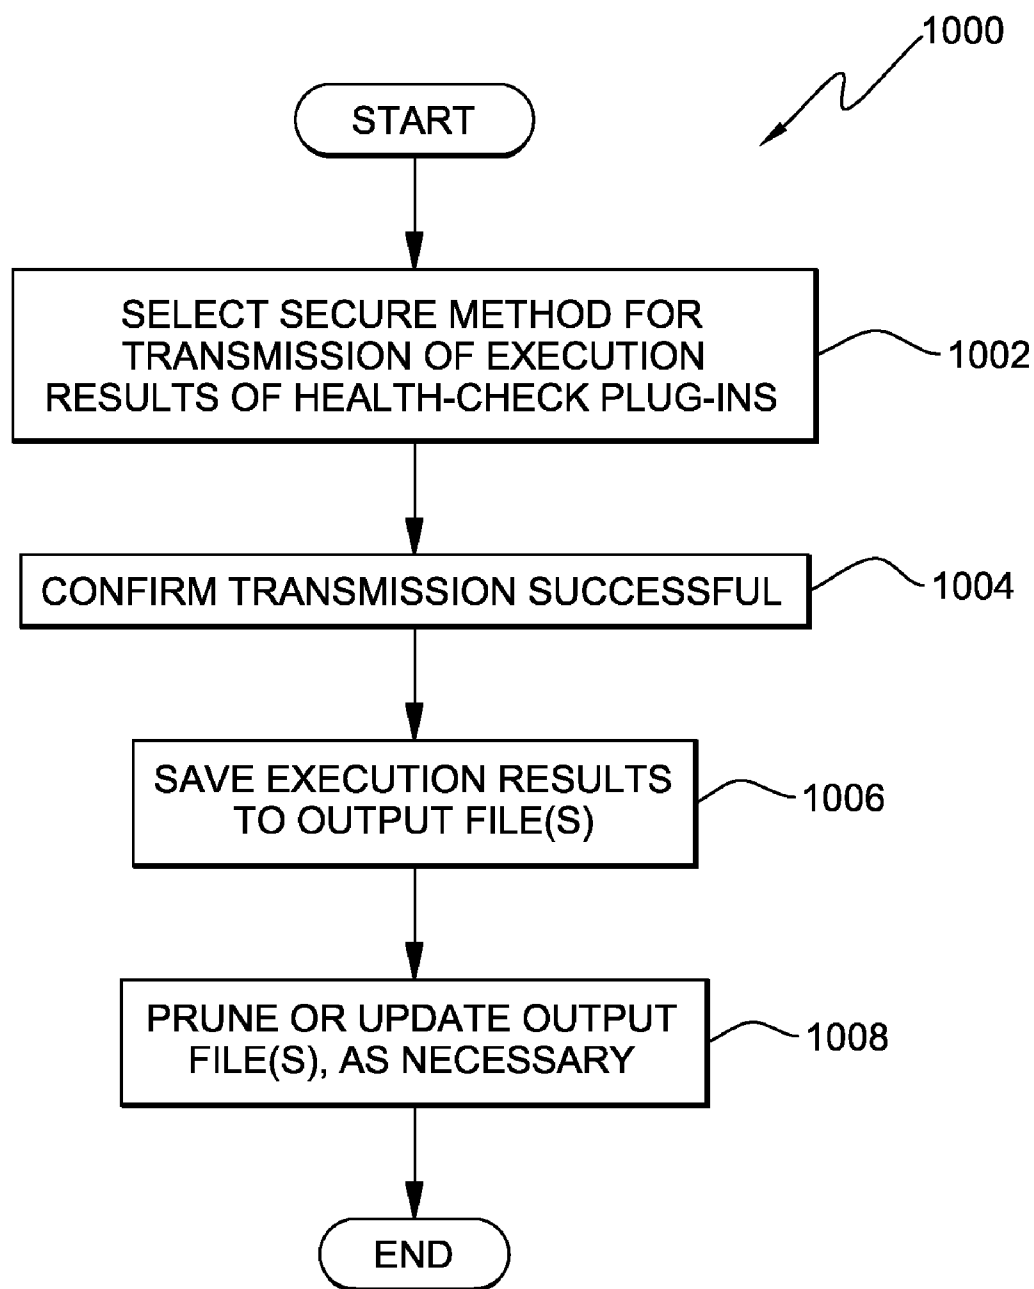 1000
START
SELECT SECURE METHOD FOR
TRANSMISSION OF EXECUTION
RESULTS OF HEALTH-CHECK PLUG-INS
1002
CONFIRM TRANSMISSION SUCCESSFUL
1004
SAVE EXECUTION RESULTS
TO OUTPUT FILE(S)
1006
PRUNE OR UPDATE OUTPUT
FILE(S), AS NECESSARY
1008
END